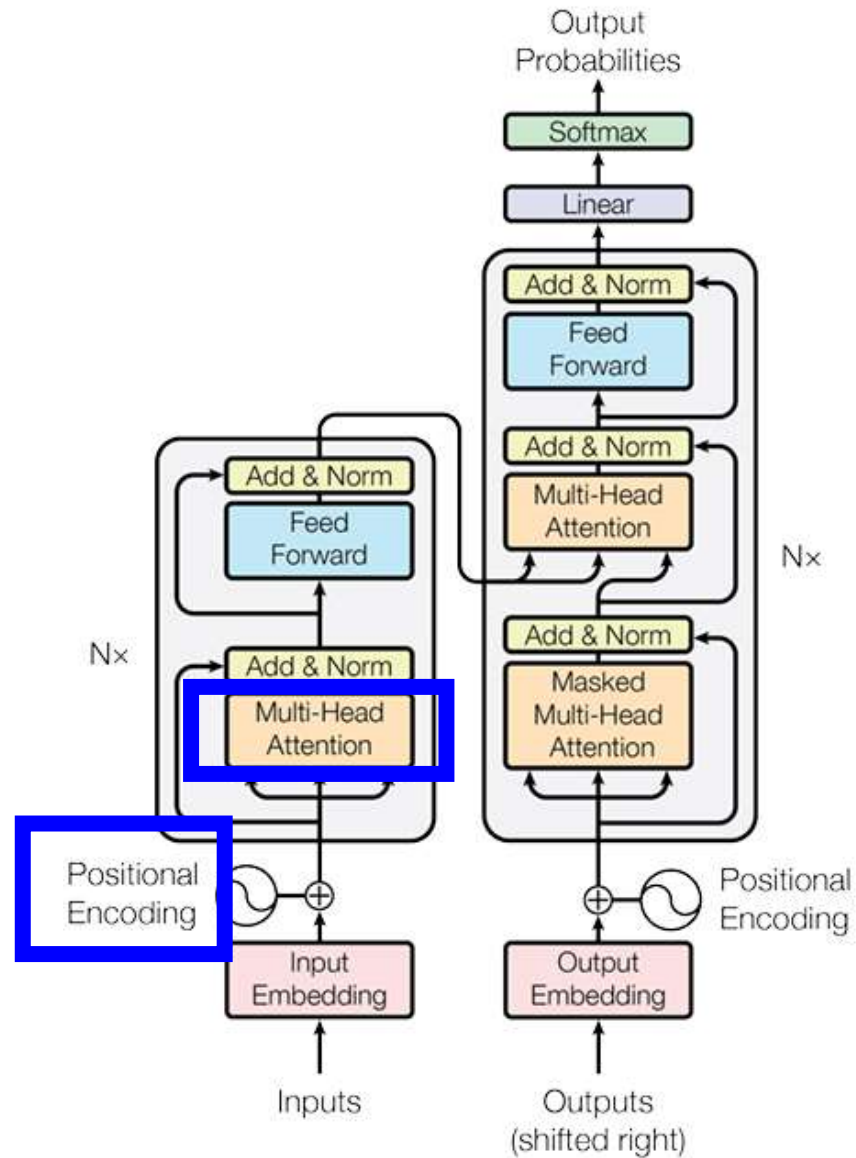 Output
Probabilities
Softmax
Linear
Add & Norm
Feed
Forward
Add & Norm
Multi-Head
Attention
Add & Norm
Feed
Forward
N×
Add & Norm
Masked
Multi-Head
Attention
N×
Add & Norm
Multi-Head
Attention
Positional
Encoding
Positional
Encoding
Input
Embedding
Output
Embedding
Inputs
Outputs
(shifted right)